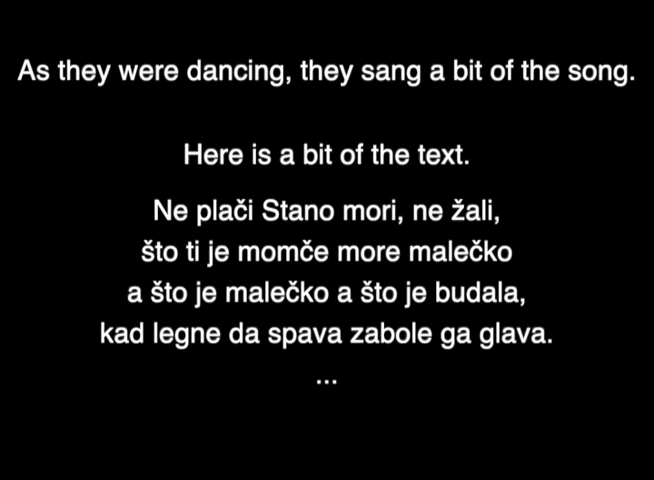 As they were dancing, they sang a bit of the song.
Here is a bit of the text.
Ne plači Stano mori, ne žali,
što ti je momče more malečko
a što je malečko a što je budala,
kad legne da spava zabole ga glava.
...